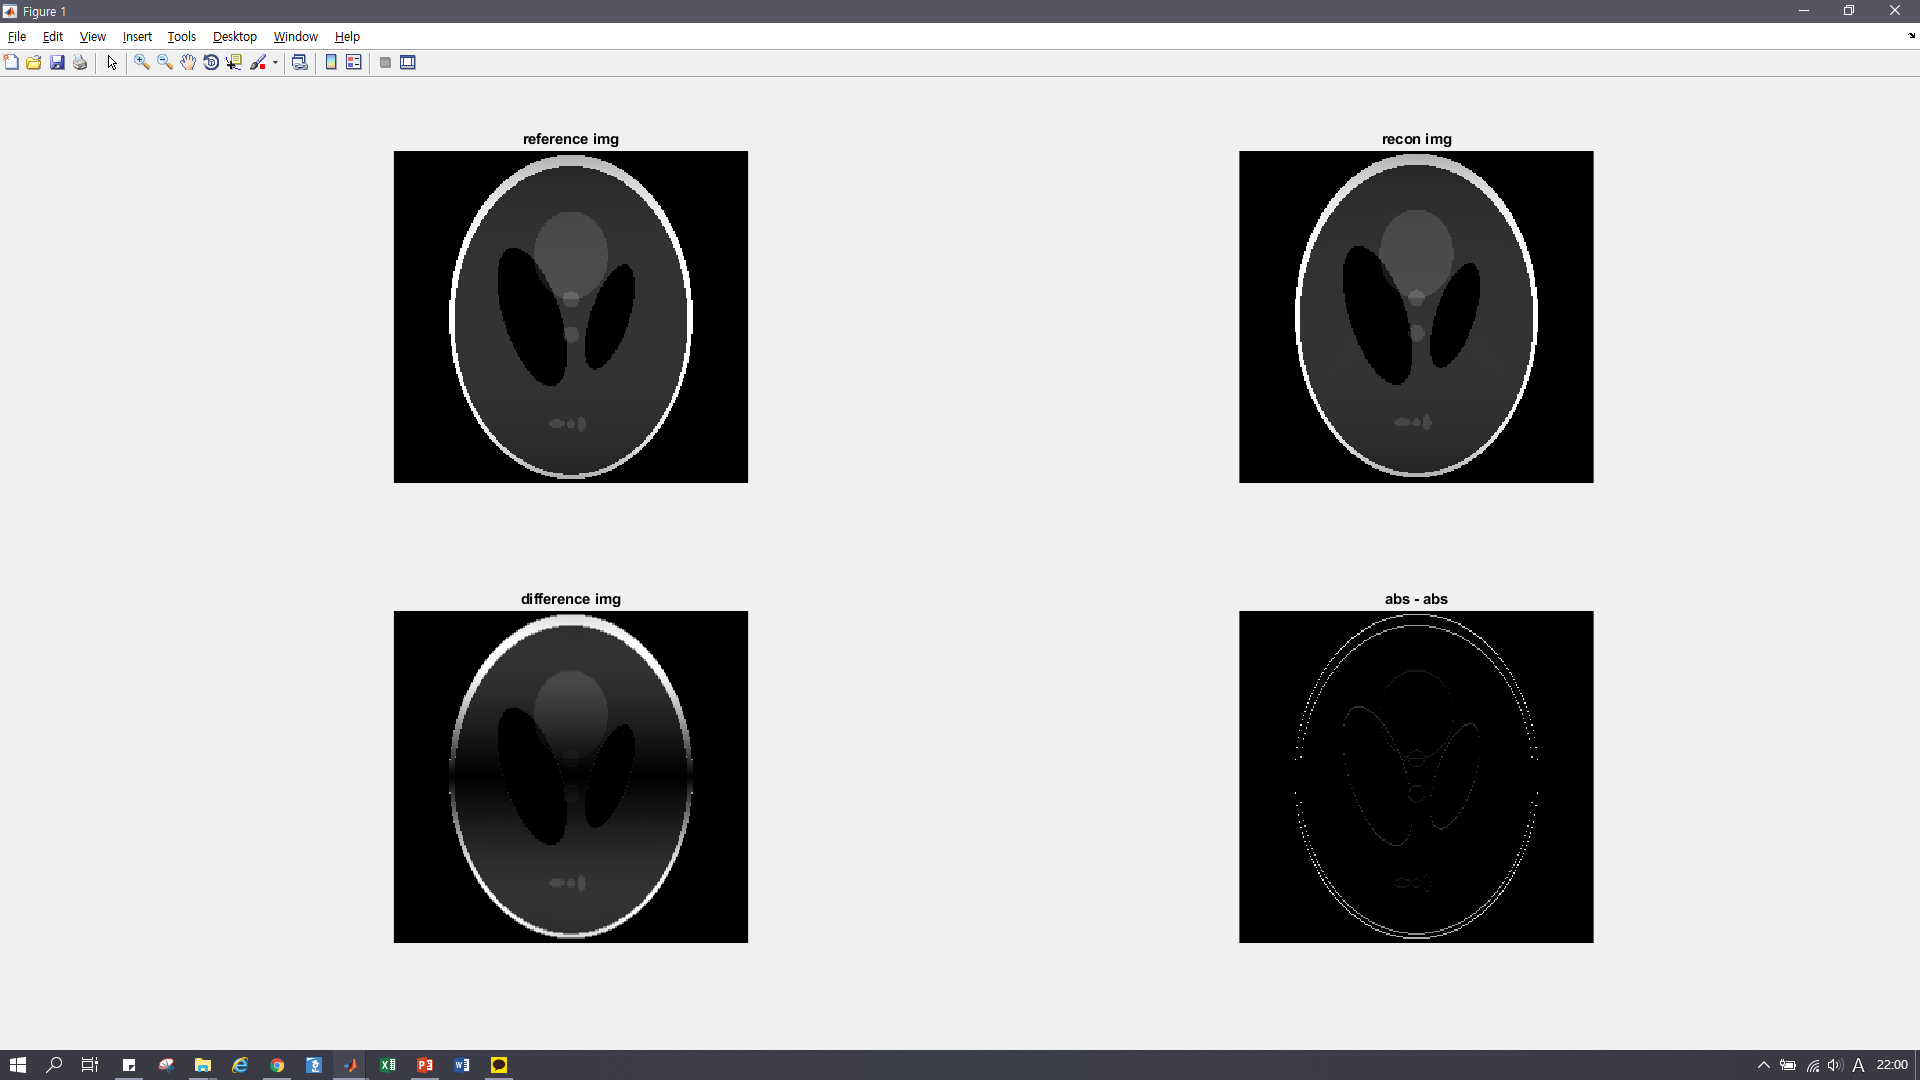 Figure 1
File Edit View Insert Tools Desktop Window Help
reference img
recon img
difference img
abs - abs
A 22:00